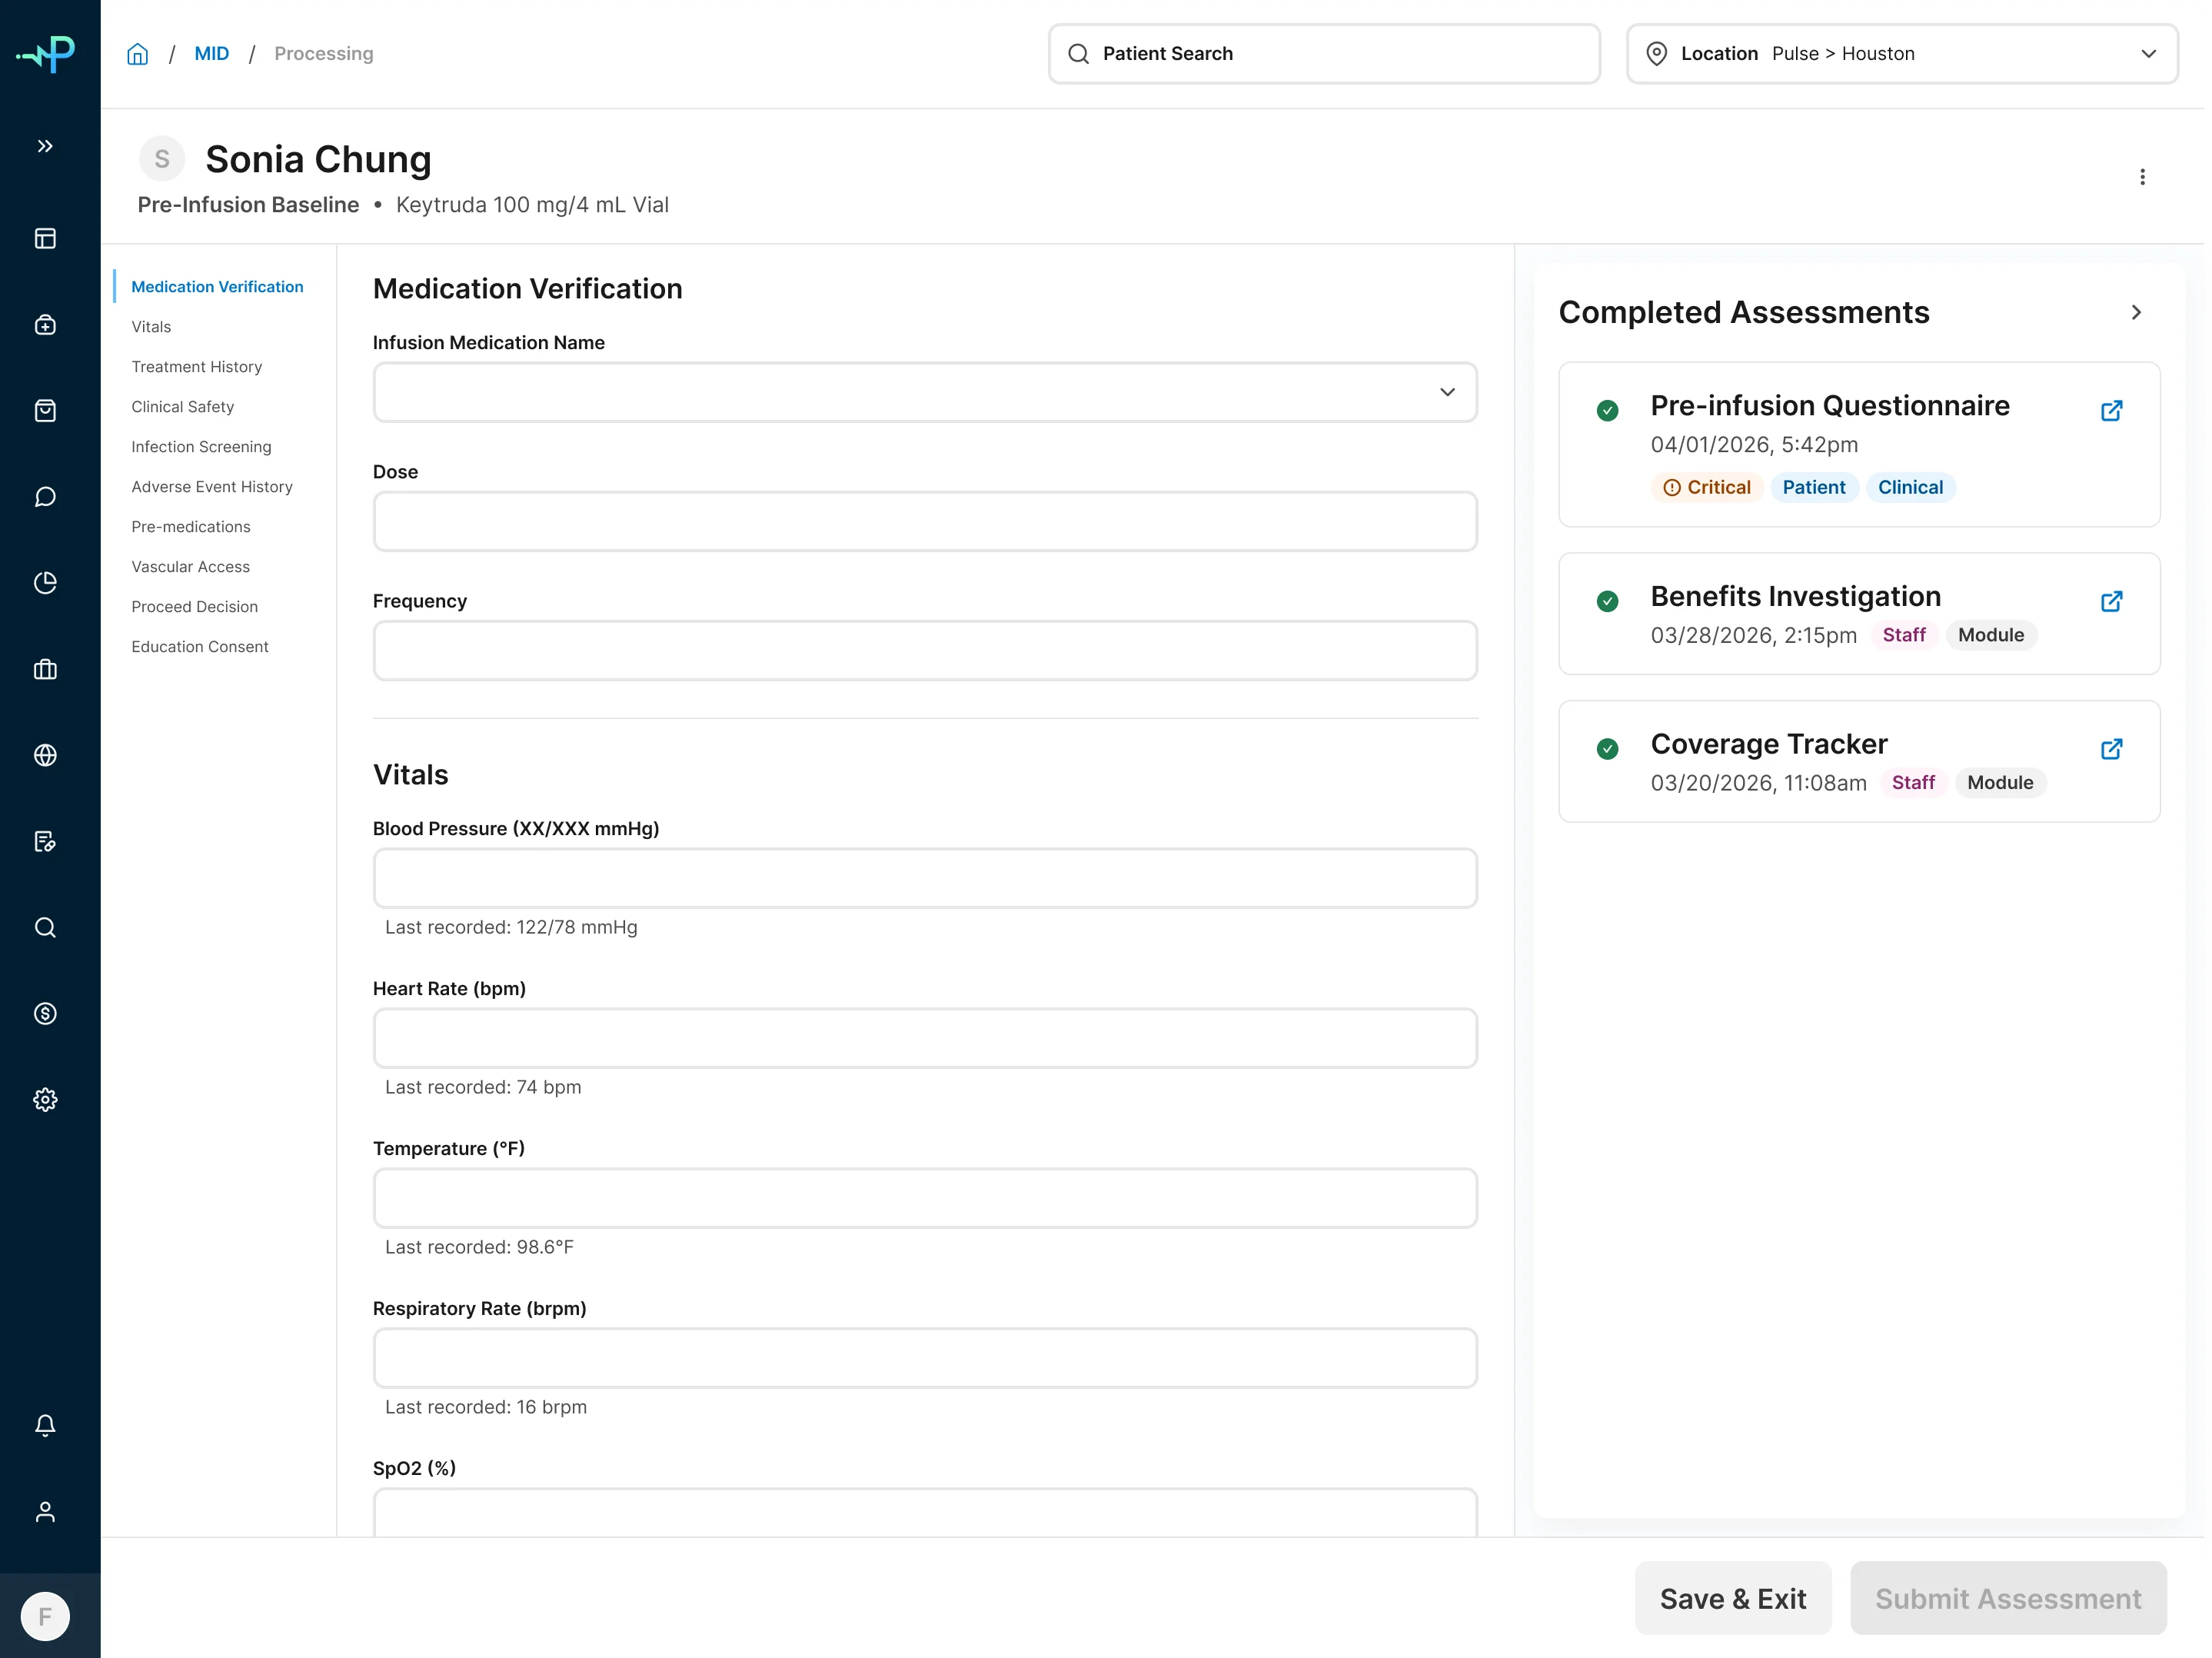 P
/ MID / Processing
Patient Search
Location Pulse > Houston
S Sonia Chung
Pre-Infusion Baseline • Keytruda 100 mg/4 mL Vial
Medication Verification
Vitals
Treatment History
Clinical Safety
Infection Screening
Adverse Event History
Pre-medications
Vascular Access
Proceed Decision
Education Consent
Medication Verification
Infusion Medication Name
Dose
Frequency
Vitals
Blood Pressure (XX/XXX mmHg)
Last recorded: 122/78 mmHg
Heart Rate (bpm)
Last recorded: 74 bpm
Temperature (°F)
Last recorded: 98.6°F
Respiratory Rate (brpm)
Last recorded: 16 brpm
SpO2 (%)
Completed Assessments
Pre-infusion Questionnaire
04/01/2026, 5:42pm
Critical Patient Clinical
Benefits Investigation
03/28/2026, 2:15pm Staff Module
Coverage Tracker
03/20/2026, 11:08am Staff Module
F
Save & Exit
Submit Assessment